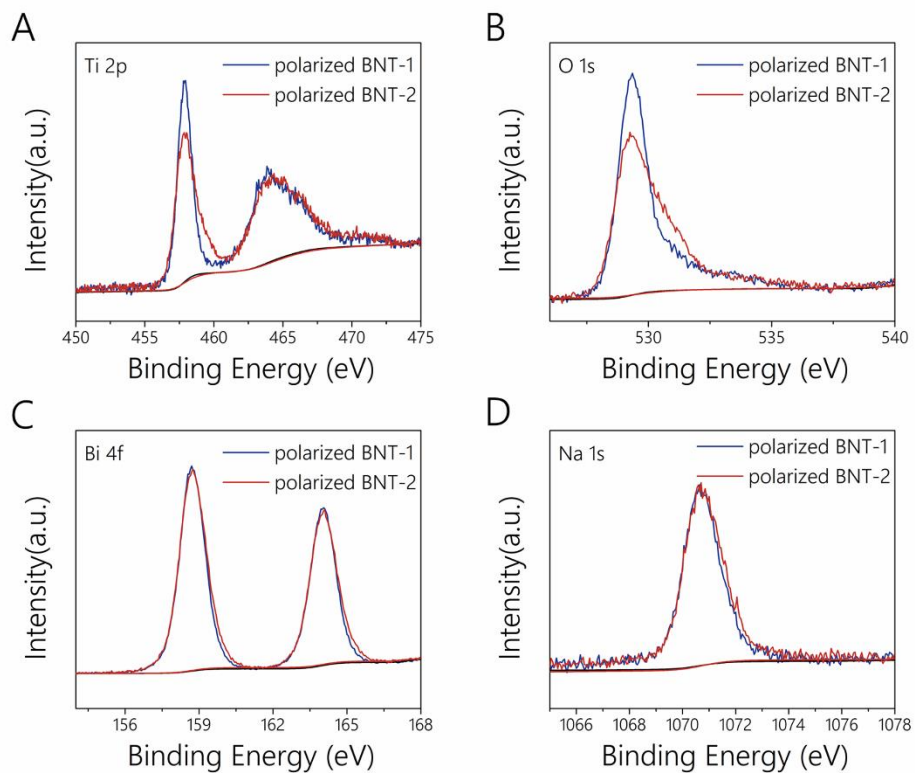 A
Ti 2p
polarized BNT-1
polarized BNT-2
Intensity(a.u.)
450 455 460 465 470 475
Binding Energy (eV)
B
O 1s
polarized BNT-1
polarized BNT-2
Intensity(a.u.)
530 535 540
Binding Energy (eV)
C
Bi 4f
polarized BNT-1
polarized BNT-2
Intensity(a.u.)
156 159 162 165 168
Binding Energy (eV)
D
Na 1s
polarized BNT-1
polarized BNT-2
Intensity(a.u.)
1066 1068 1070 1072 1074 1076 1078
Binding Energy (eV)